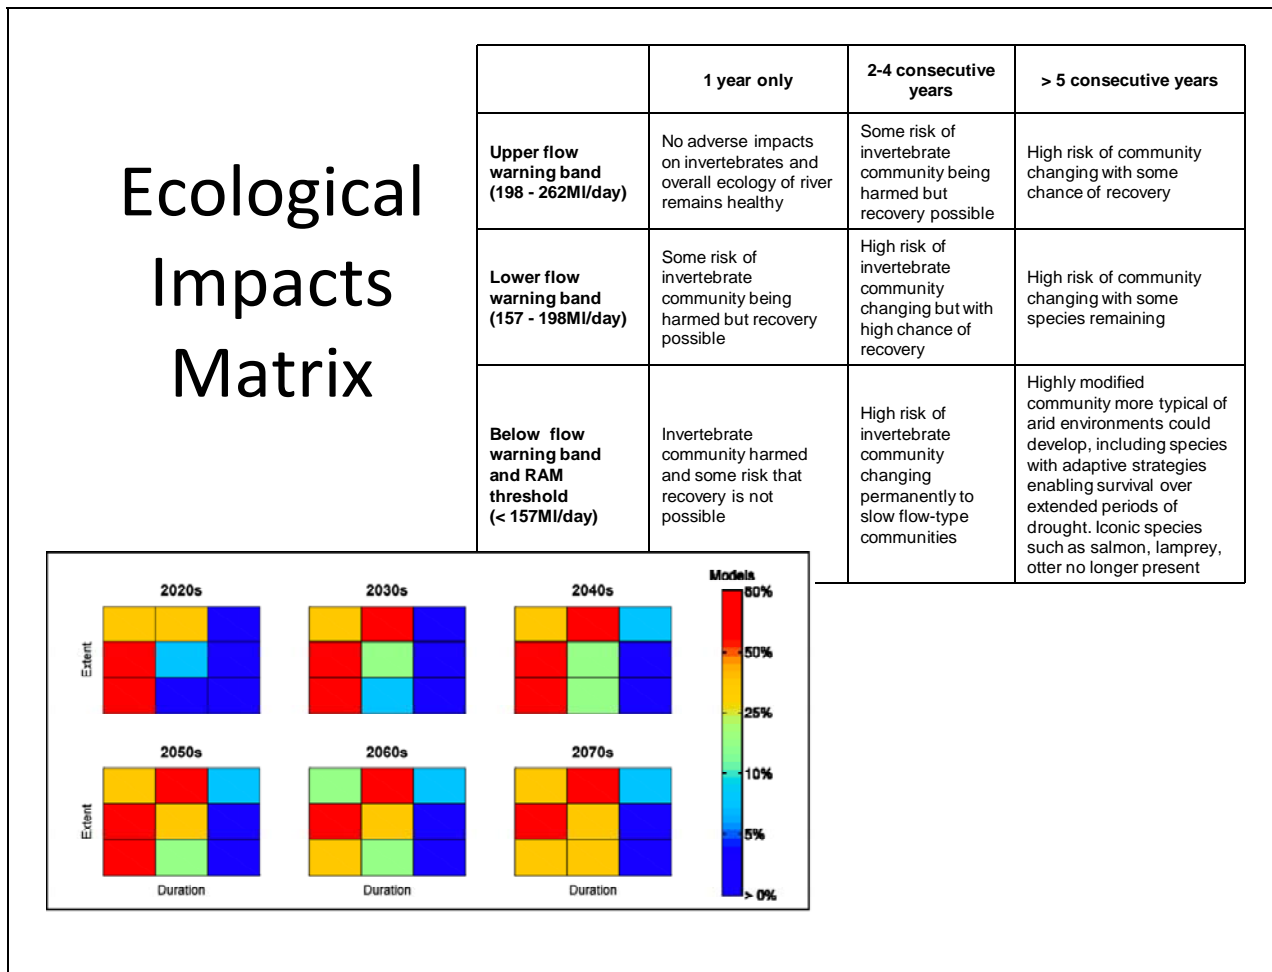 Ecological
Impacts
Matrix
1 year only
2-4 consecutive
years
> 5 consecutive years
Upper flow
warning band
(198 - 262Ml/day)
No adverse impacts
on invertebrates and
overall ecology of river
remains healthy
Some risk of
invertebrate
community being
harmed but
recovery possible
High risk of community
changing with some
chance of recovery
Lower flow
warning band
(157 - 198Ml/day)
Some risk of
invertebrate
community being
harmed but recovery
possible
High risk of
invertebrate
community
changing but with
high chance of
recovery
High risk of community
changing with some
species remaining
Below flow
warning band
and RAM
threshold
(< 157Ml/day)
Invertebrate
community harmed
and some risk that
recovery is not
possible
High risk of
invertebrate
community
changing
permanently to
slow flow-type
communities
Highly modified
community more typical of
arid environments could
develop, including species
with adaptive strategies
enabling survival over
extended periods of
drought. Iconic species
such as salmon, lamprey,
otter no longer present
2020s
2030s
2040s
Extent
2050s
2060s
2070s
Extent
Duration
Duration
Duration
Models
80%
50%
25%
10%
5%
> 0%